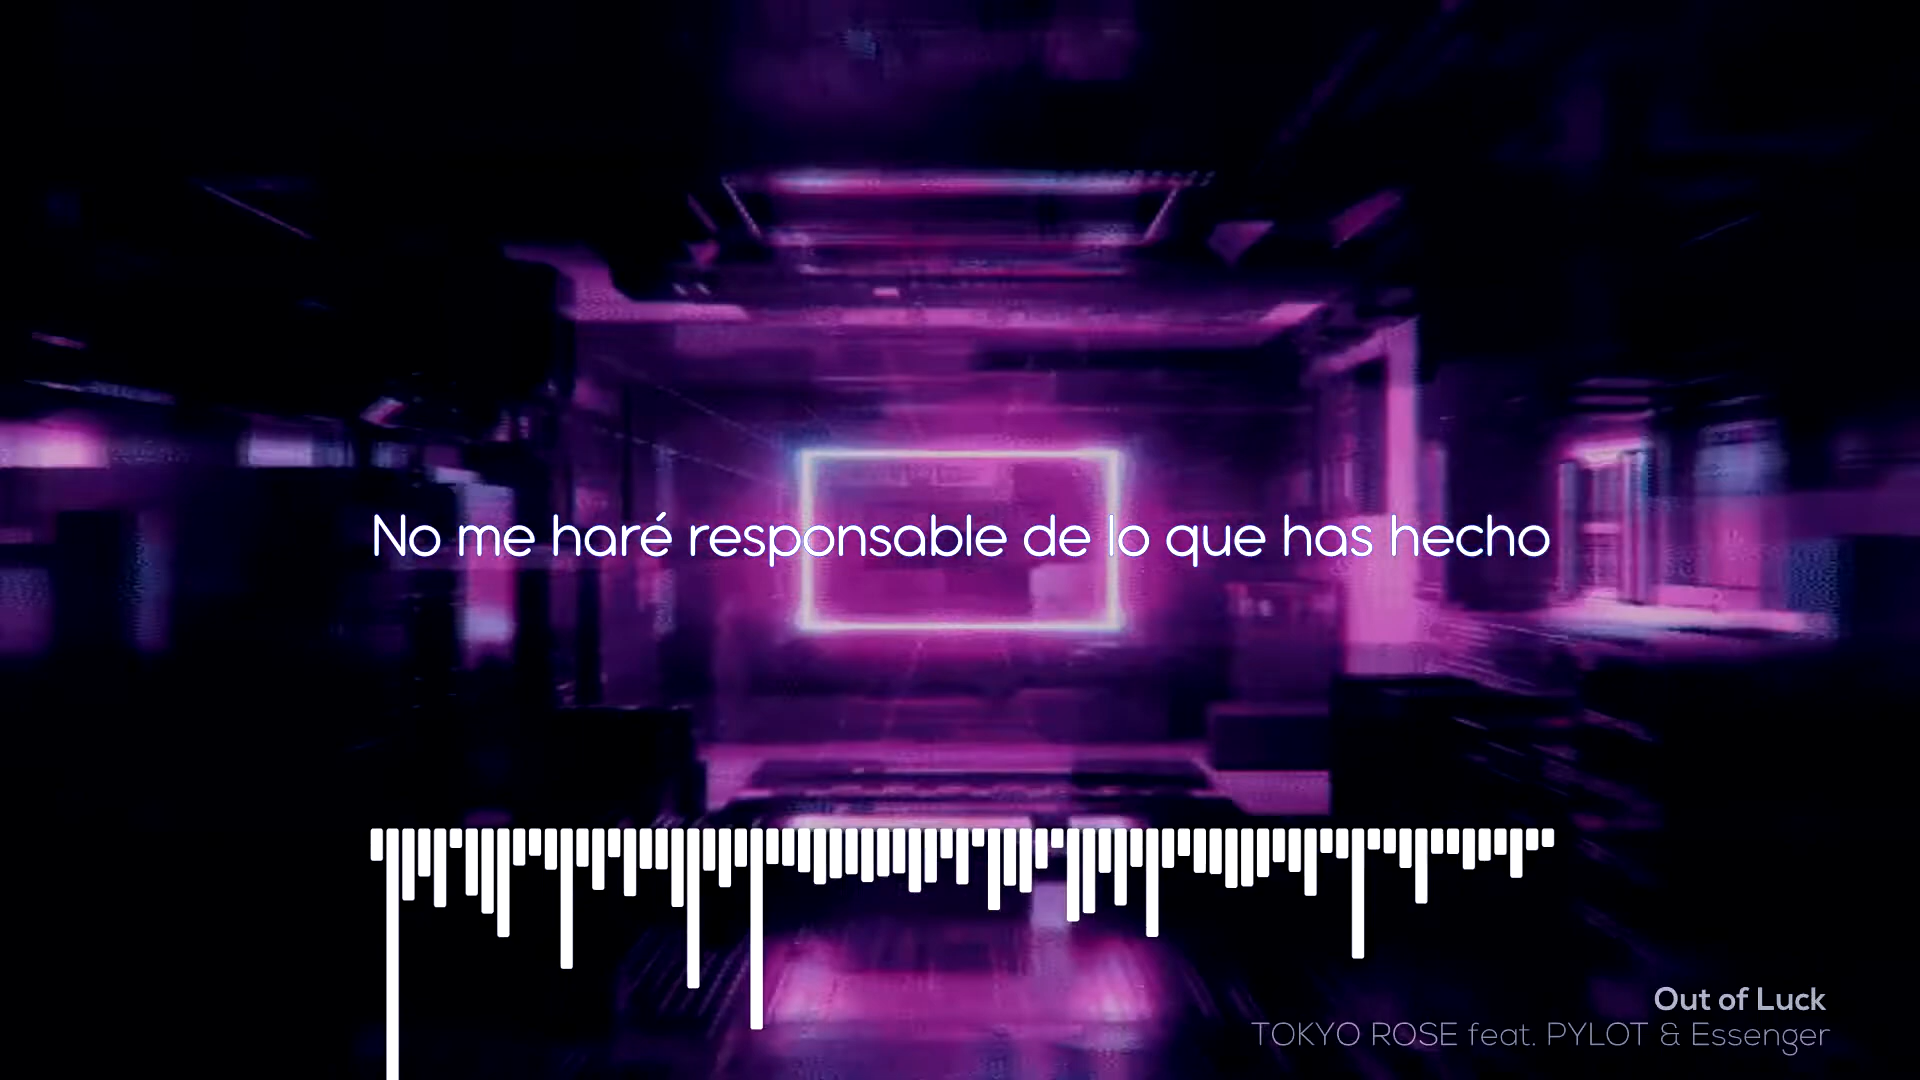 No me haré responsable de lo que has hecho
Out of Luck
TOKYO ROSE feat. PYLOT & Essenger